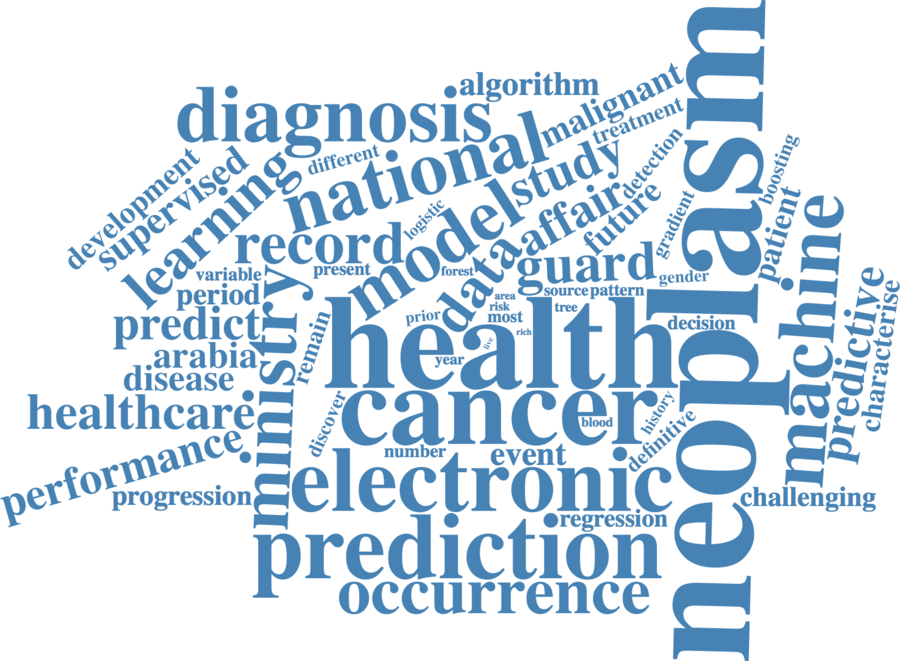 algorithm
malignant
diagnosis
treatment
national
different
study
detection
boosting
development
supervised
learning
logistic
model
affair
future
gradient
patient
neoplasm
machine
record
data
guard
variable
present
forest
gender
period
area
source
pattern
predictive
characterise
predict
ministry
remain
prior
risk
most
tree
decision
health
rich
live
arabia
year
disease
healthcare
discover
cancer
blood
history
definitive
performance
number
event
progression
electronic
challenging
regression
prediction
occurrence